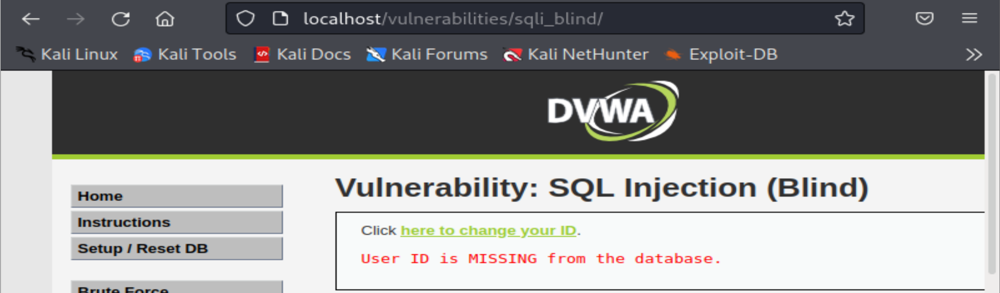 localhost/vulnerabilities/sqli_blind/
Kali Linux Kali Tools Kali Docs Kali Forums Kali NetHunter Exploit-DB
DVWA
Vulnerability: SQL Injection (Blind)
Home
Instructions
Setup / Reset DB
Brute Force
Click here to change your ID.
User ID is MISSING from the database.